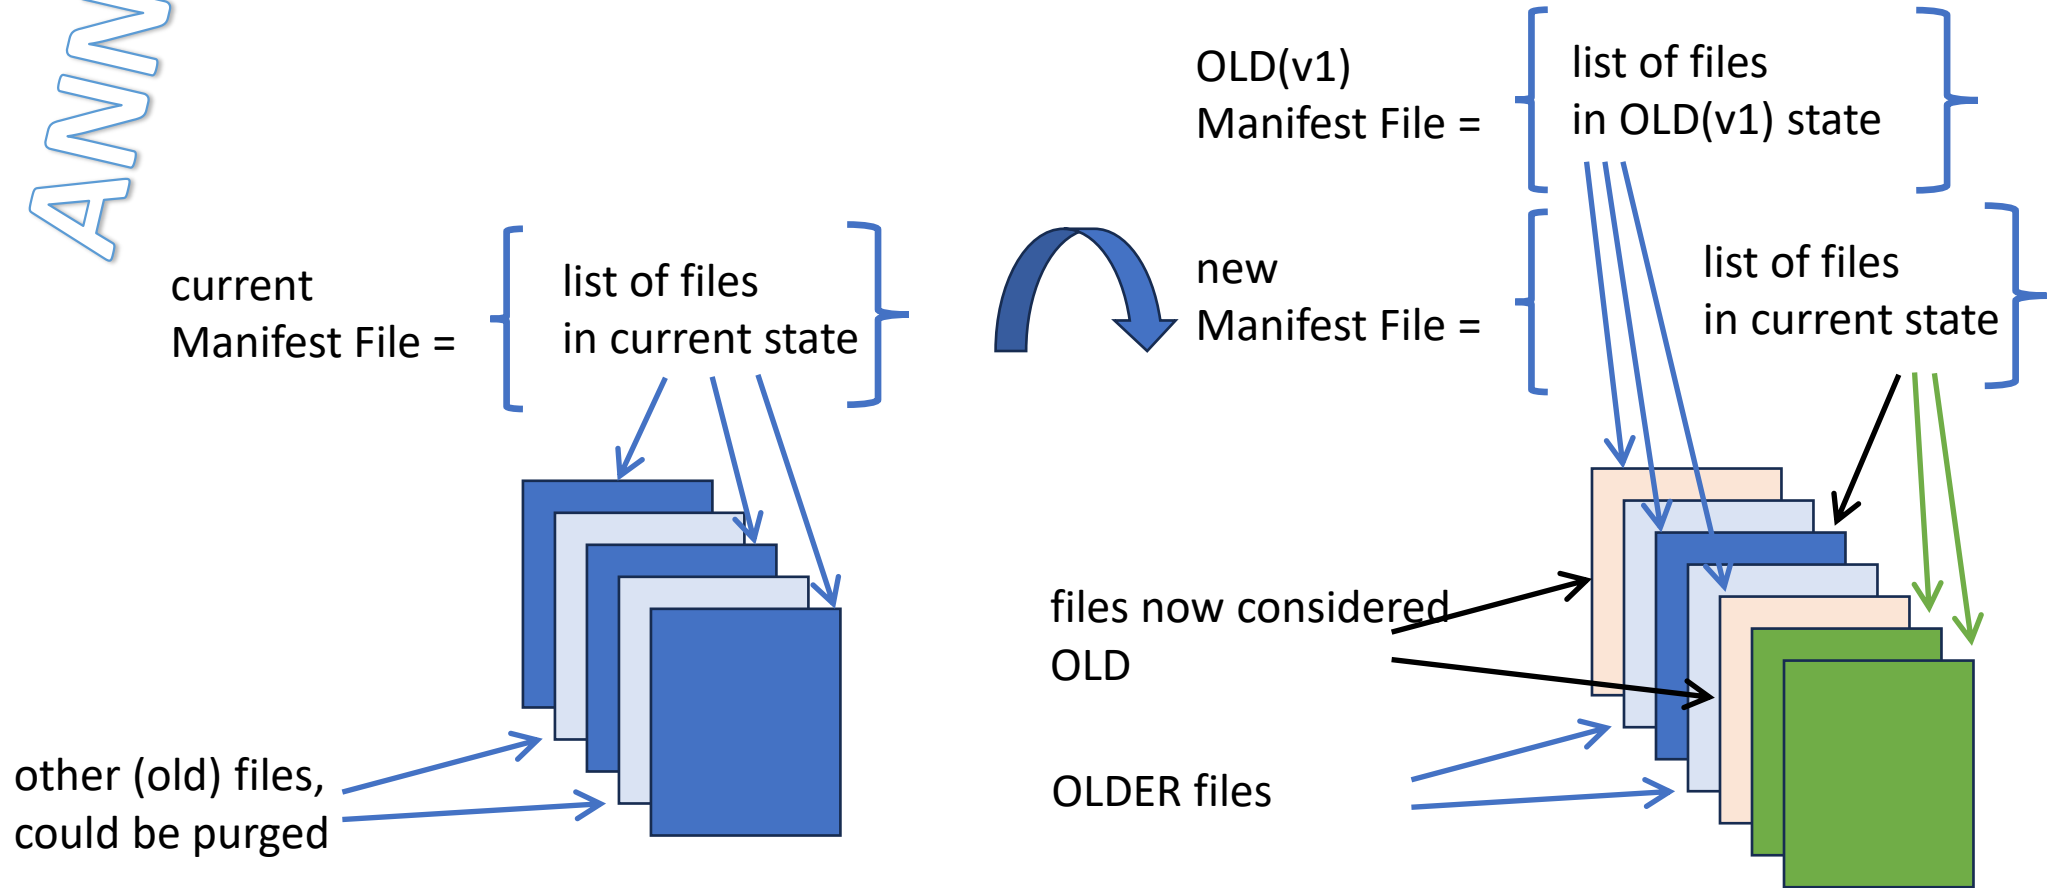 ANN
current
Manifest File =
list of files
in current state
other (old) files,
could be purged
OLD(v1)
Manifest File =
list of files
in OLD(v1) state
new
Manifest File =
list of files
in current state
files now considered
OLD
OLDER files